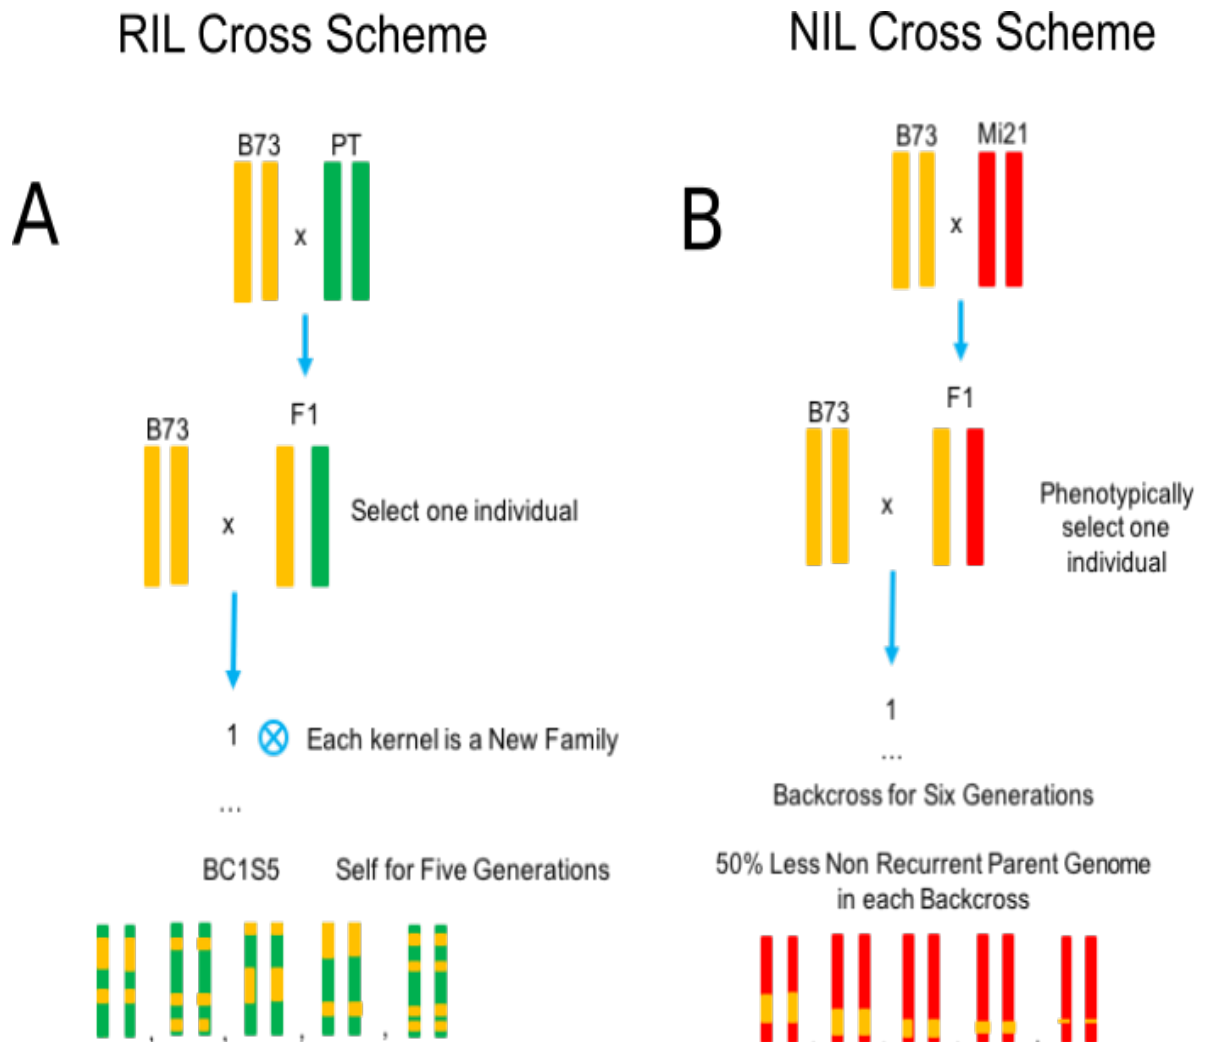 RIL Cross Scheme
B73 PT
A
x
F1
B73
x
Select one individual
1 Each kernel is a New Family
...
BC1S5 Self for Five Generations
, , , ,
NIL Cross Scheme
B73 Mi21
B
x
F1
B73
x
Phenotypically
select one
individual
1
...
Backcross for Six Generations
50% Less Non Recurrent Parent Genome
in each Backcross